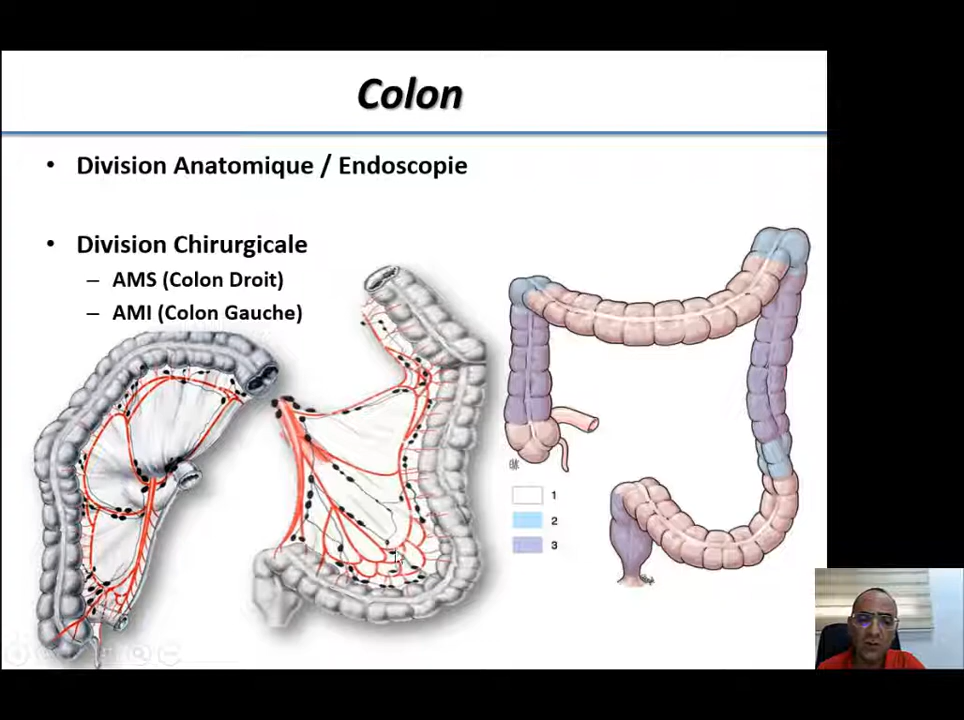 Colon
• Division Anatomique / Endoscopie
• Division Chirurgicale
– AMS (Colon Droit)
– AMI (Colon Gauche)
1
2
3